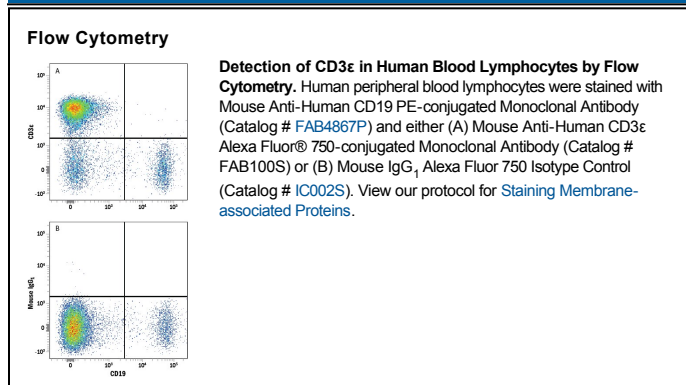 Flow Cytometry
A
10⁵
10⁴
CD3ε
10³
0
-10³
0
10³
10⁴
10⁵
B
10⁵
10⁴
Mouse IgG₁
10³
0
-10³
0
10³
10⁴
10⁵
CD19
Detection of CD3ε in Human Blood Lymphocytes by Flow
Cytometry. Human peripheral blood lymphocytes were stained with
Mouse Anti-Human CD19 PE-conjugated Monoclonal Antibody
(Catalog # FAB4867P) and either (A) Mouse Anti-Human CD3ε
Alexa Fluor® 750-conjugated Monoclonal Antibody (Catalog #
FAB100S) or (B) Mouse IgG₁ Alexa Fluor 750 Isotype Control
(Catalog # IC002S). View our protocol for Staining Membrane-
associated Proteins.